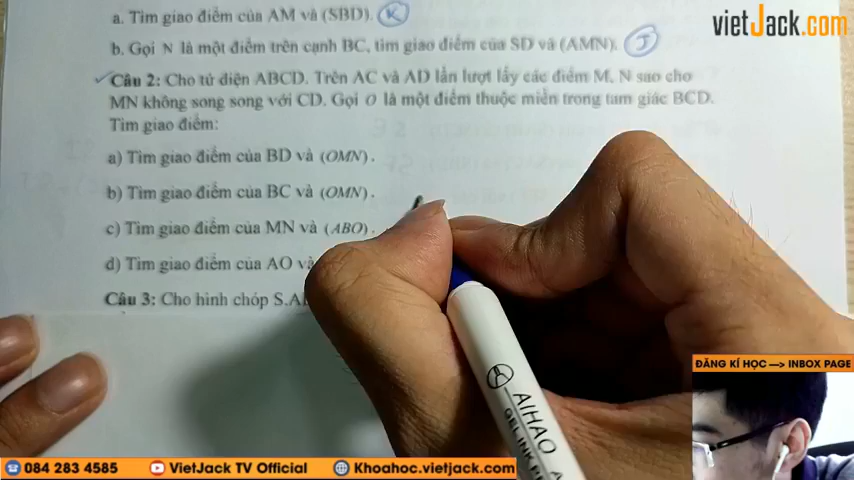 a. Tìm giao điểm của AM và (SBD). K
vietJack.com
b. Gọi N là một điểm trên cạnh BC, tìm giao điểm của SD và (AMN). J
Câu 2: Cho tứ diện ABCD. Trên AC và AD lần lượt lấy các điểm M, N sao cho
MN không song song với CD. Gọi O là một điểm thuộc miền trong tam giác BCD.
Tìm giao điểm:
a) Tìm giao điểm của BD và (OMN).
b) Tìm giao điểm của BC và (OMN).
c) Tìm giao điểm của MN và (ABO).
d) Tìm giao điểm của AO và
Câu 3: Cho hình chóp S.A
AIHAO
GEL INK
ĐĂNG KÍ HỌC —> INBOX PAGE
084 283 4585 VietJack TV Official Khoahoc.vietjack.com